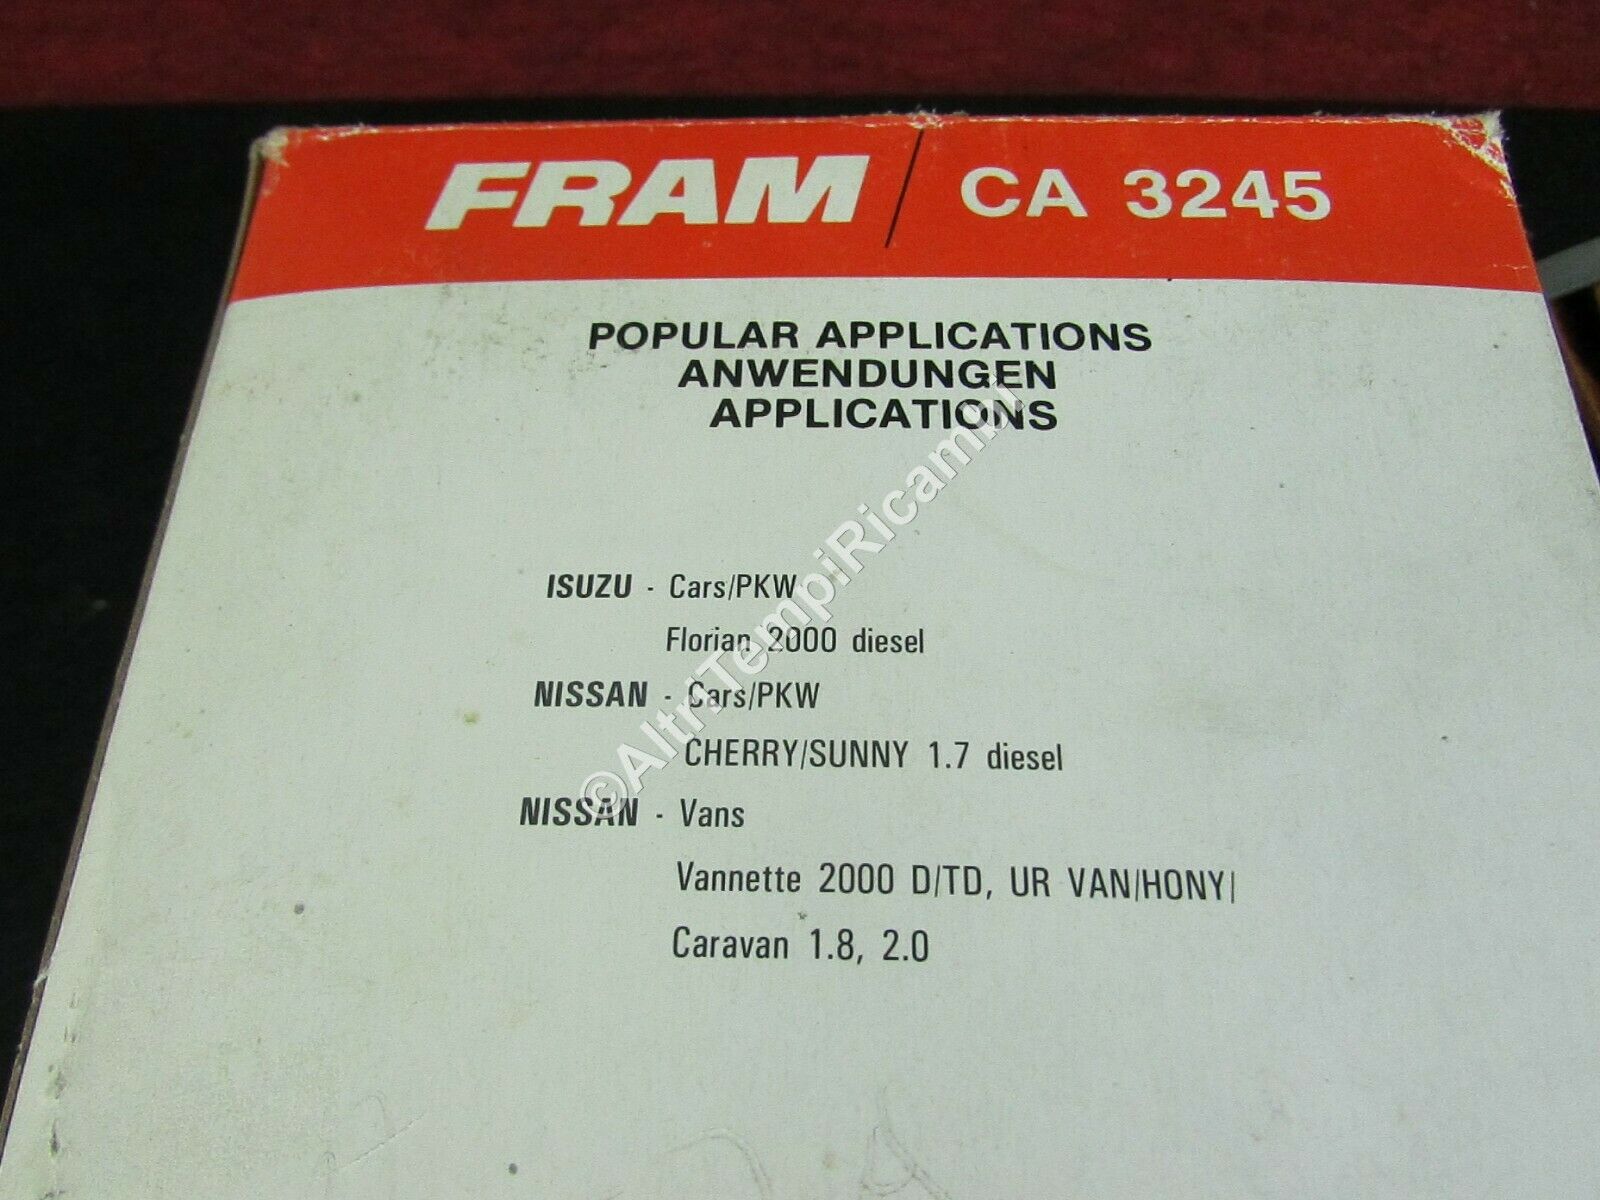 FRAM / CA 3245
POPULAR APPLICATIONS
ANWENDUNGEN
APPLICATIONS
ISUZU - Cars/PKW
Florian 2000 diesel
NISSAN - Cars/PKW
CHERRY/SUNNY 1.7 diesel
NISSAN - Vans
Vannette 2000 D/TD, UR VAN/HONY|
Caravan 1.8, 2.0
©AltriTempiRicambi